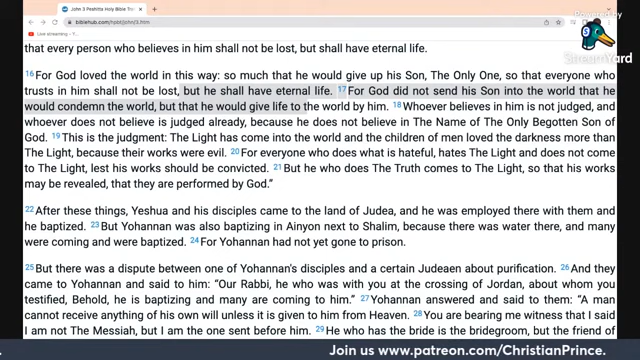 John 3 Peshitta Holy Bible Tra
biblehub.com/hpbt/john/3.htm
Live streaming -
Powered by
StreamYard
that every person who believes in him shall not be lost, but shall have eternal life.
16 For God loved the world in this way: so much that he would give up his Son, The Only One, so that everyone who
trusts in him shall not be lost, but he shall have eternal life. 17 For God did not send his Son into the world that he
would condemn the world, but that he would give life to the world by him. 18 Whoever believes in him is not judged, and
whoever does not believe is judged already, because he does not believe in The Name of The Only Begotten Son of
God. 19 This is the judgment: The Light has come into the world and the children of men loved the darkness more than
The Light, because their works were evil. 20 For everyone who does what is hateful, hates The Light and does not come
to The Light, lest his works should be convicted. 21 But he who does The Truth comes to The Light, so that his works
may be revealed, that they are performed by God.”
22 After these things, Yeshua and his disciples came to the land of Judea, and he was employed there with them and
he baptized. 23 But Yohannan was also baptizing in Ainyon next to Shalim, because there was water there, and many
were coming and were baptized. 24 For Yohannan had not yet gone to prison.
25 But there was a dispute between one of Yohannan's disciples and a certain Judaean about purification. 26 And they
came to Yohannan and said to him: “Our Rabbi, he who was with you at the crossing of Jordan, about whom you
testified, Behold, he is baptizing and many are coming to him.” 27 Yohannan answered and said to them: “A man
cannot receive anything of his own will unless it is given to him from Heaven. 28 You are bearing me witness that I said
I am not The Messiah, but I am the one sent before him. 29 He who has the bride is the bridegroom, but the friend of
Join us www.patreon.com/ChristianPrince.